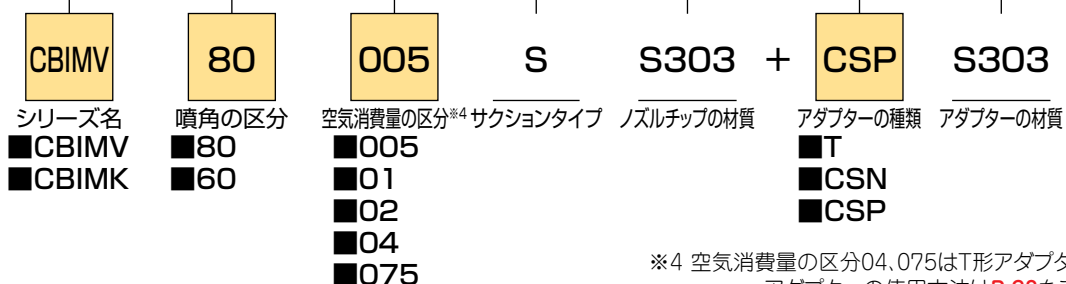 CBIMV 80 005 S S303 + CSP S303
シリーズ名 噴角の区分 空気消費量の区分※4 サクションタイプ ノズルチップの材質 アダプターの種類 アダプターの材質
■CBIMV ■80 ■005 ■T
■CBIMK ■60 ■01 ■CSN
■02 ■CSP
■04
■075
※4 空気消費量の区分04、075はT形アダプタ